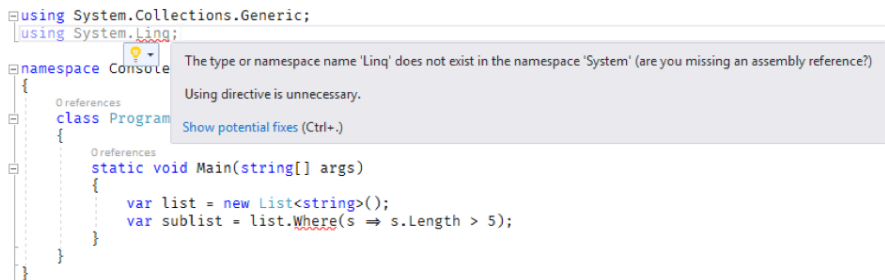 using System.Collections.Generic;
using System.Linq;
The type or namespace name 'Linq' does not exist in the namespace 'System' (are you missing an assembly reference?)
namespace Console
Using directive is unnecessary.
{
0 references
class Program
Show potential fixes (Ctrl+.)
{
0 references
static void Main(string[] args)
{
var list = new List<string>();
var sublist = list.Where(s ⇒ s.Length > 5);
}
}
}